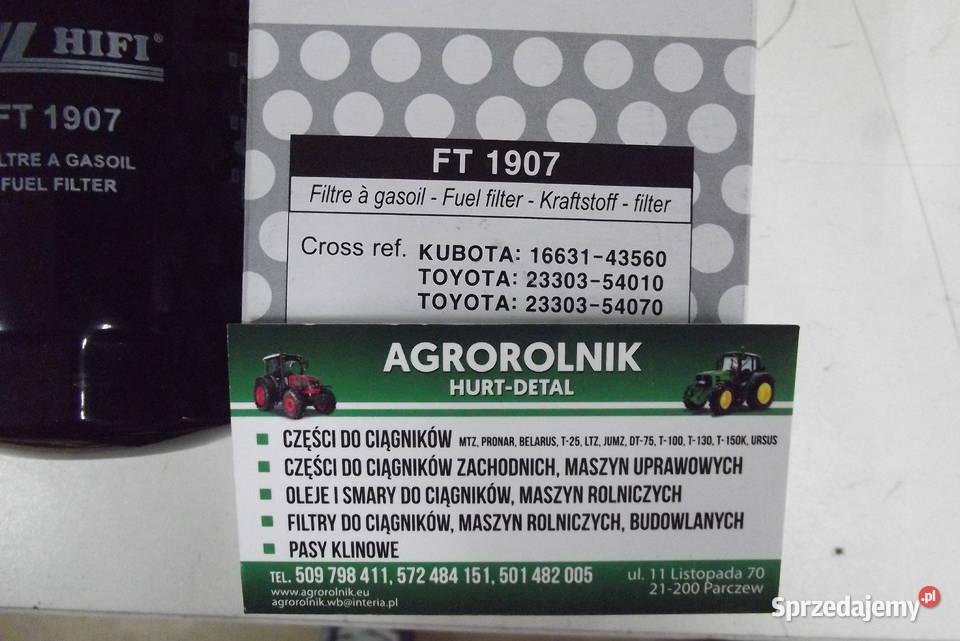 HIFI®
FT 1907
FILTRE A GASOIL
FUEL FILTER
FT 1907
Filtre à gasoil - Fuel filter - Kraftstoff - filter
Cross ref. KUBOTA: 16631-43560
TOYOTA: 23303-54010
TOYOTA: 23303-54070
AGROROLNIK
HURT-DETAL
CZĘŚCI DO CIĄGNIKÓW MTZ, PRONAR, BELARUS, T-25, LTZ, JUMZ, DT-75, T-100, T-130, T-150K, URSUS
CZĘŚCI DO CIĄGNIKÓW ZACHODNICH, MASZYN UPRAWOWYCH
OLEJE I SMARY DO CIĄGNIKÓW, MASZYN ROLNICZYCH
FILTRY DO CIĄGNIKÓW, MASZYN ROLNICZYCH, BUDOWLANYCH
PASY KLINOWE
TEL. 509 798 411, 572 484 151, 501 482 005
www.agrorolnik.eu
agrorolnik.wb@interia.pl
ul. 11 Listopada 70
21-200 Parczew
Sprzedajemy.pl